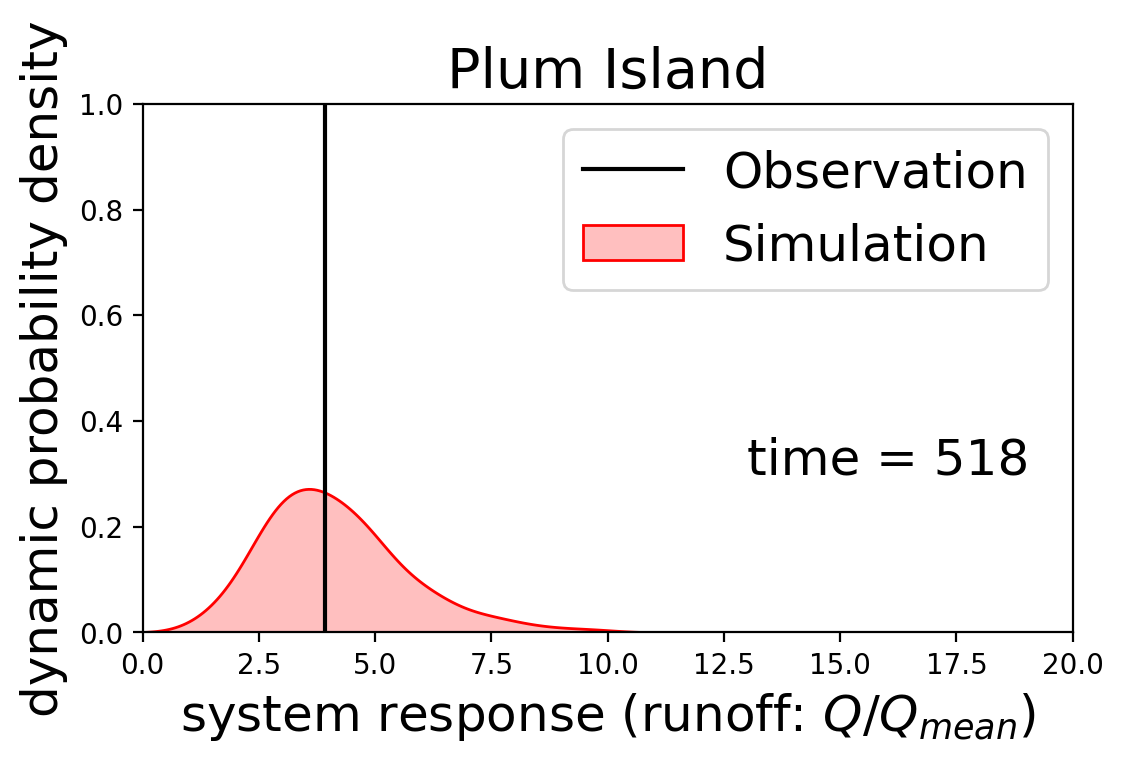 Plum Island
dynamic probability density
1.0
0.8
0.6
0.4
0.2
0.0
Observation
Simulation
time = 518
0.0 2.5 5.0 7.5 10.0 12.5 15.0 17.5 20.0
system response (runoff: Q/Qmean)